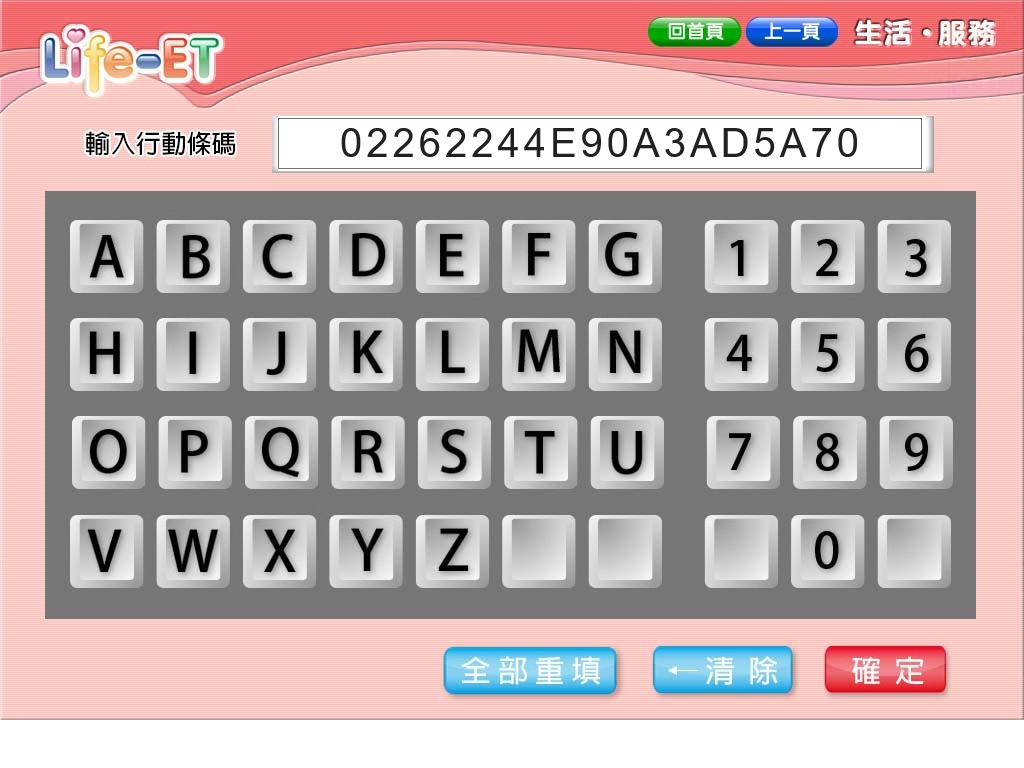 Life-ET
回首頁 上一頁 生活・服務
輸入行動條碼 02262244E90A3AD5A70
A B C D E F G 1 2 3
H I J K L M N 4 5 6
O P Q R S T U 7 8 9
V W X Y Z 0
全部重填 ←清除 確定